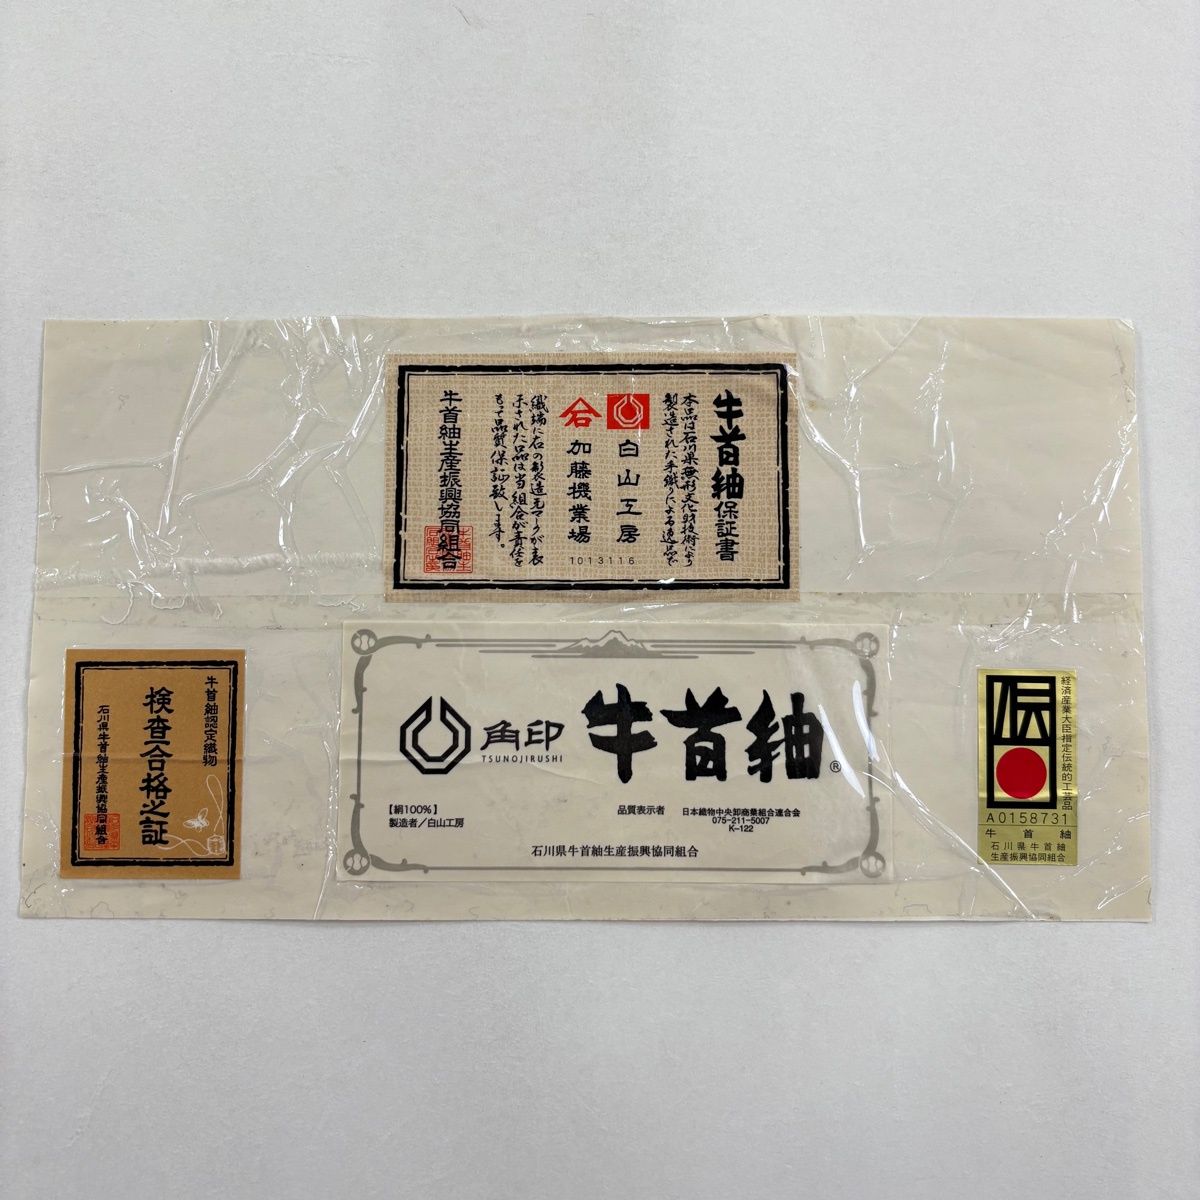 牛首紬保証書
本品は石川県無形文化財技術により
製造された手織りによる逸品で
白山工房
加藤機業場
1013116
織端に右の製造元マークが表
示された品は当組合が責任を
もって品質保証致します。
牛首紬生産振興協同組合
牛首紬認定織物
検査合格之証
石川県牛首紬生産振興協同組合
角印
TSUNOJIRUSHI
牛首紬®
【絹100%】
製造者／白山工房
品質表示者 日本織物中央卸商業組合連合会
075-211-5007
K-122
石川県牛首紬生産振興協同組合
伝
経済産業大臣指定伝統的工芸品
A0158731
牛首紬
石川県牛首紬
生産振興協同組合